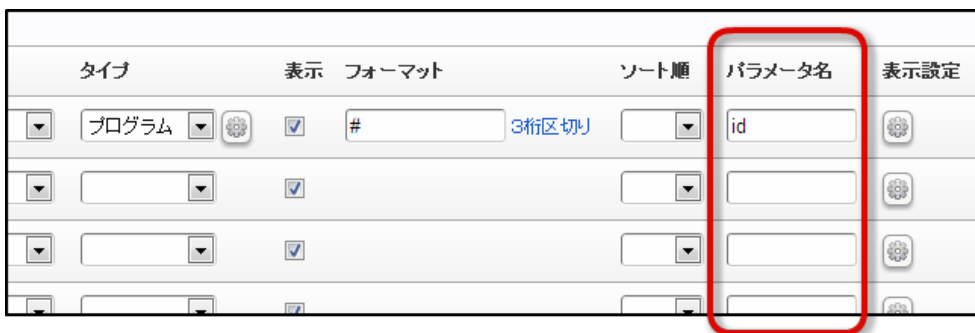 タイプ 表示 フォーマット ソート順 パラメータ名 表示設定
プログラム # 3桁区切り id